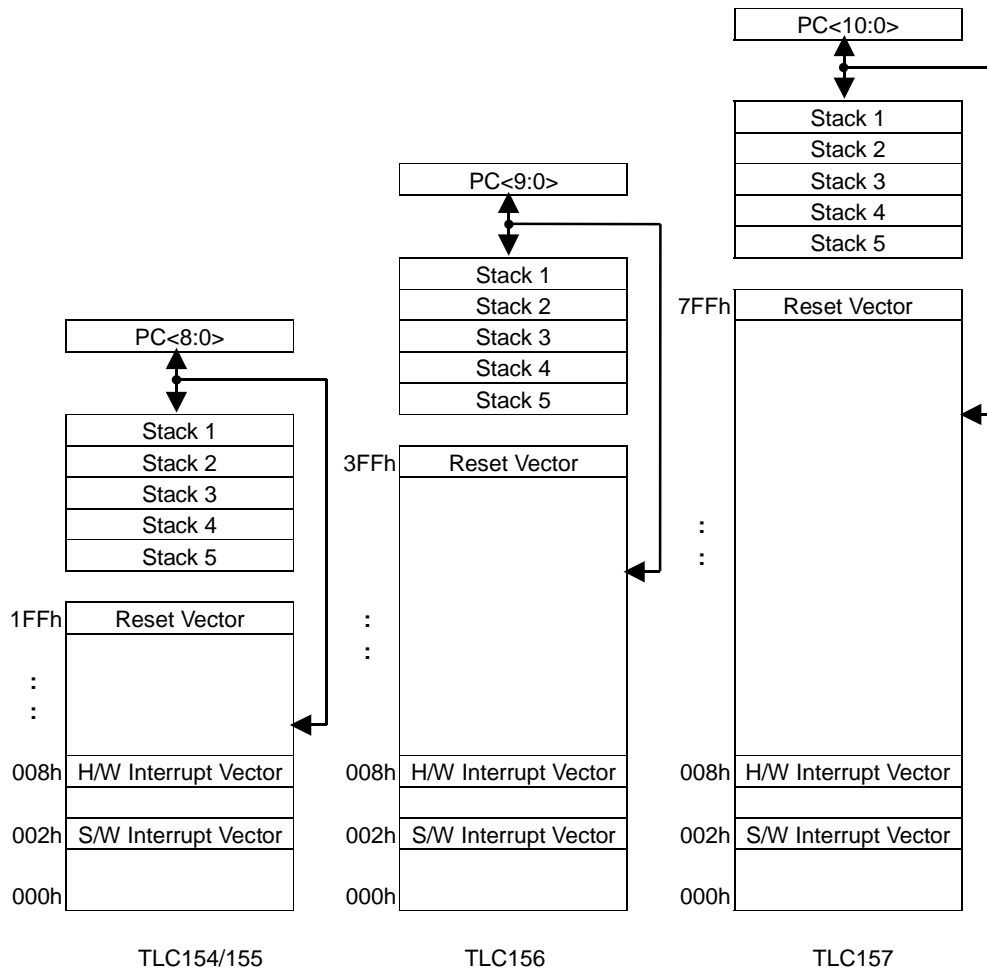 PC<8:0>
Stack 1
Stack 2
Stack 3
Stack 4
Stack 5
1FFh
Reset Vector
:
:
008h
H/W Interrupt Vector
002h
S/W Interrupt Vector
000h
TLC154/155
PC<9:0>
Stack 1
Stack 2
Stack 3
Stack 4
Stack 5
3FFh
Reset Vector
:
:
008h
H/W Interrupt Vector
002h
S/W Interrupt Vector
000h
TLC156
PC<10:0>
Stack 1
Stack 2
Stack 3
Stack 4
Stack 5
7FFh
Reset Vector
:
:
008h
H/W Interrupt Vector
002h
S/W Interrupt Vector
000h
TLC157